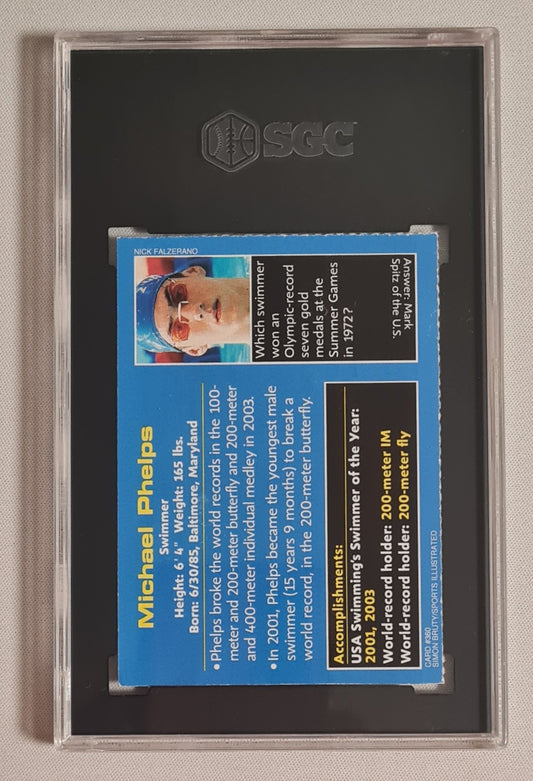 SGC
Michael Phelps
Swimmer
Height: 6' 4" Weight: 165 lbs.
Born: 6/30/85, Baltimore, Maryland
• Phelps broke the world records in the 100-
meter and 200-meter butterfly and 200-meter
and 400-meter individual medley in 2003.
• In 2001, Phelps became the youngest male
swimmer (15 years 9 months) to break a
world record, in the 200-meter butterfly.
Accomplishments:
USA Swimming's Swimmer of the Year:
2001, 2003
World-record holder: 200-meter IM
World-record holder: 200-meter fly
CARD #360
SIMON BRUTY/SPORTS ILLUSTRATED
NICK FALZERANO
Which swimmer
won an
Olympic-record
seven gold
medals at the
Summer Games
in 1972?
Answer: Mark
Spitz of the U.S.